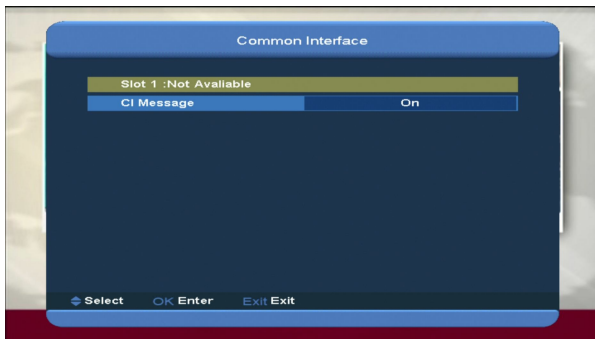 Common Interface
Slot 1 :Not Avaliable
CI Message On
Select OK Enter Exit Exit